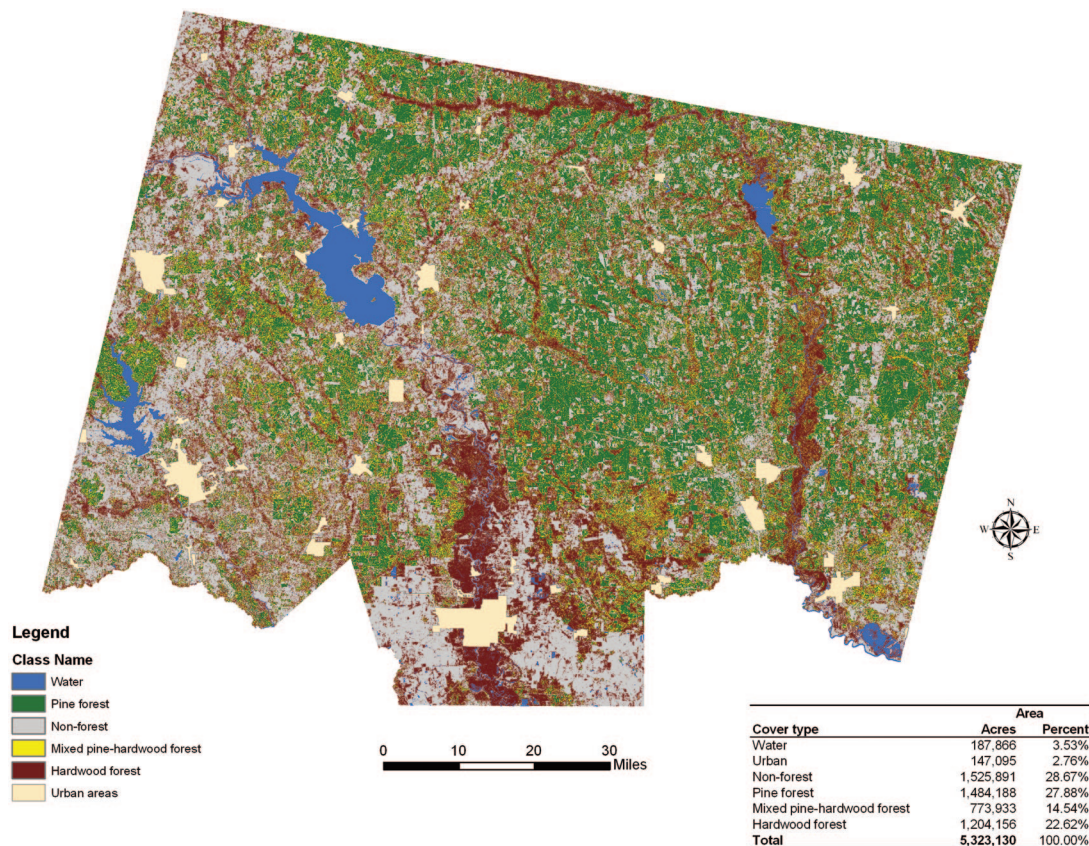 N
W E
S
Legend
Class Name
Water
Pine forest
Non-forest
Mixed pine-hardwood forest
Hardwood forest
Urban areas
0 10 20 30
Miles
Area
Cover type Acres Percent
Water 187,866 3.53%
Urban 147,095 2.76%
Non-forest 1,525,891 28.67%
Pine forest 1,484,188 27.88%
Mixed pine-hardwood forest 773,933 14.54%
Hardwood forest 1,204,156 22.62%
Total 5,323,130 100.00%